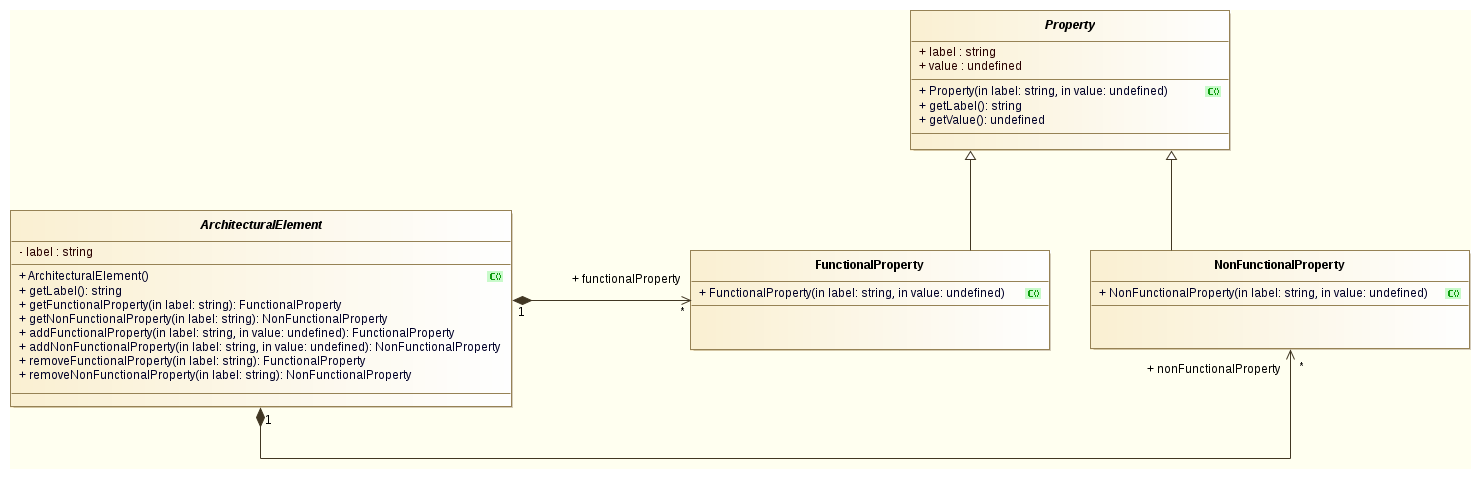 Property
+ label : string
+ value : undefined
+ Property(in label: string, in value: undefined) C()
+ getLabel(): string
+ getValue(): undefined
ArchitecturalElement
- label : string
+ ArchitecturalElement() C()
+ getLabel(): string
+ getFunctionalProperty(in label: string): FunctionalProperty
+ getNonFunctionalProperty(in label: string): NonFunctionalProperty
+ addFunctionalProperty(in label: string, in value: undefined): FunctionalProperty
+ addNonFunctionalProperty(in label: string, in value: undefined): NonFunctionalProperty
+ removeFunctionalProperty(in label: string): FunctionalProperty
+ removeNonFunctionalProperty(in label: string): NonFunctionalProperty
+ functionalProperty
1
*
FunctionalProperty
+ FunctionalProperty(in label: string, in value: undefined) C()
NonFunctionalProperty
+ NonFunctionalProperty(in label: string, in value: undefined) C()
+ nonFunctionalProperty
*
1